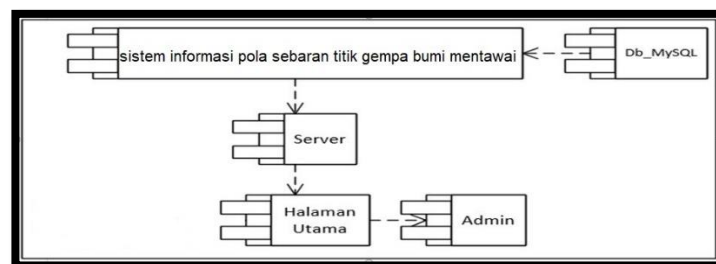 sistem informasi pola sebaran titik gempa bumi mentawai
Db_MySQL
Server
Halaman
Utama
Admin